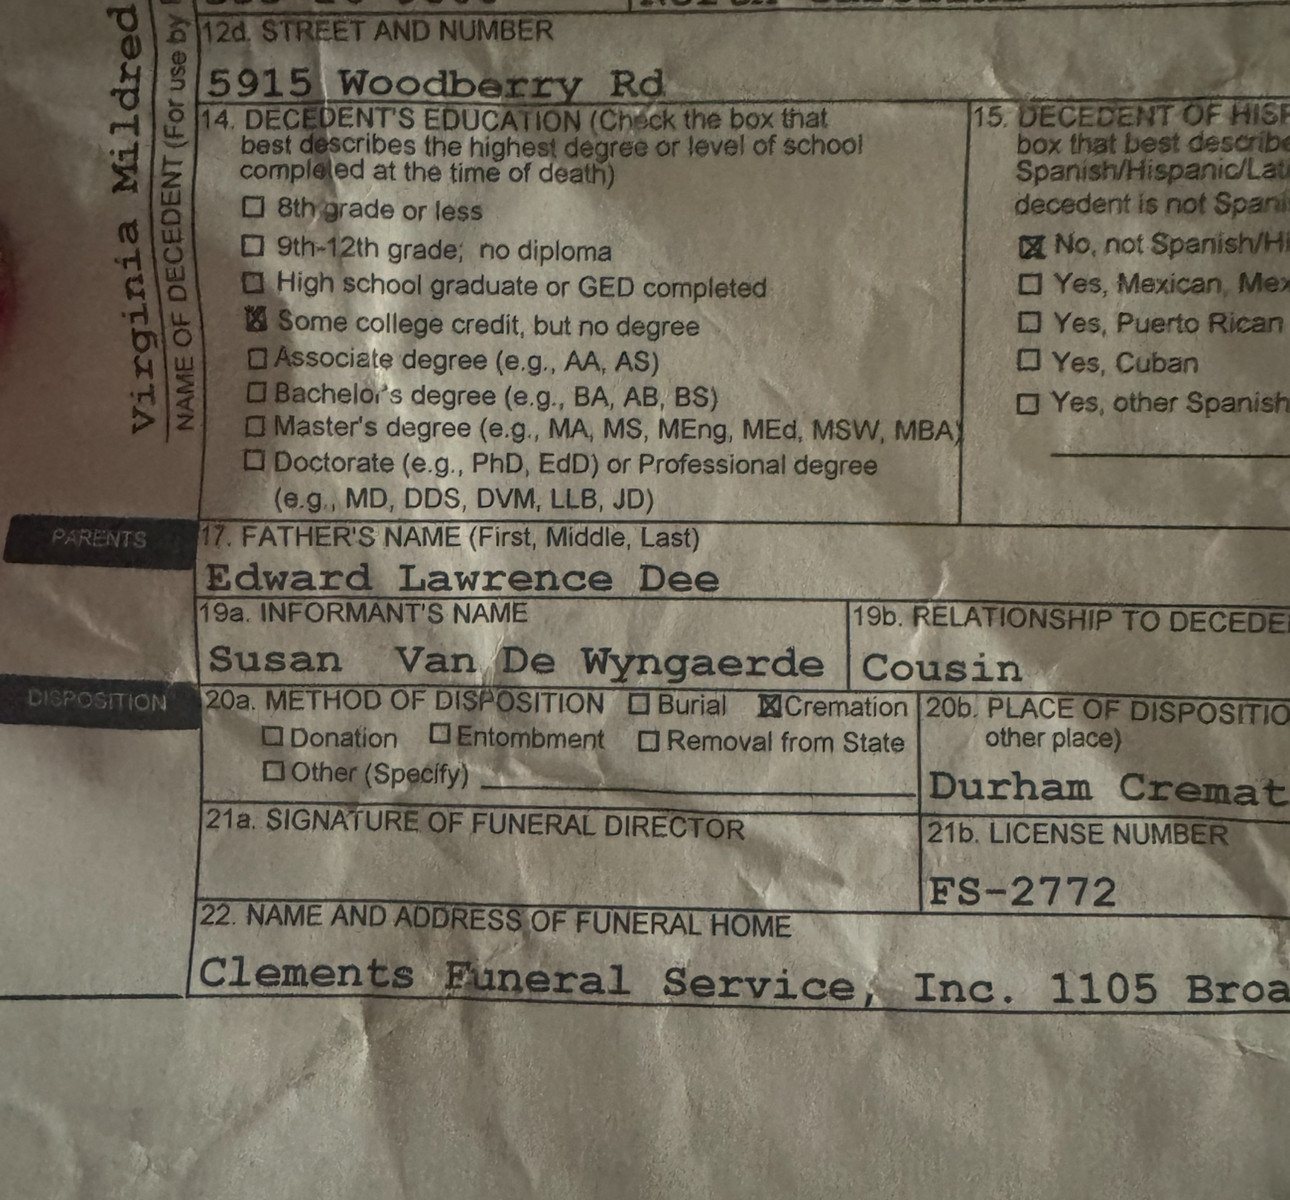 12d. STREET AND NUMBER
5915 Woodberry Rd
Virginia Mildred
NAME OF DECEDENT (For use by
14. DECEDENT'S EDUCATION (Check the box that
best describes the highest degree or level of school
completed at the time of death)
☐ 8th grade or less
☐ 9th-12th grade; no diploma
☐ High school graduate or GED completed
☒ Some college credit, but no degree
☐ Associate degree (e.g., AA, AS)
☐ Bachelor's degree (e.g., BA, AB, BS)
☐ Master's degree (e.g., MA, MS, MEng, MEd, MSW, MBA)
☐ Doctorate (e.g., PhD, EdD) or Professional degree
(e.g., MD, DDS, DVM, LLB, JD)
15. DECEDENT OF HISP
box that best describe
Spanish/Hispanic/Lati
decedent is not Spani
☒ No, not Spanish/Hi
☐ Yes, Mexican, Mex
☐ Yes, Puerto Rican
☐ Yes, Cuban
☐ Yes, other Spanish
PARENTS
17. FATHER'S NAME (First, Middle, Last)
Edward Lawrence Dee
19a. INFORMANT'S NAME
Susan Van De Wyngaerde
19b. RELATIONSHIP TO DECEDE
Cousin
DISPOSITION
20a. METHOD OF DISPOSITION ☐ Burial ☒ Cremation
☐ Donation ☐ Entombment ☐ Removal from State
☐ Other (Specify)
20b. PLACE OF DISPOSITIO
other place)
Durham Cremat
21a. SIGNATURE OF FUNERAL DIRECTOR
21b. LICENSE NUMBER
FS-2772
22. NAME AND ADDRESS OF FUNERAL HOME
Clements Funeral Service, Inc. 1105 Broa